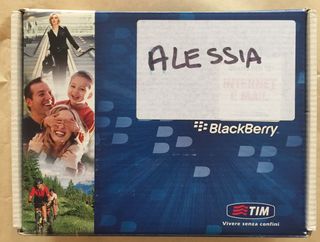 ALESSIA
INTERNET
E MAIL
BlackBerry
TIM
Vivere senza confini